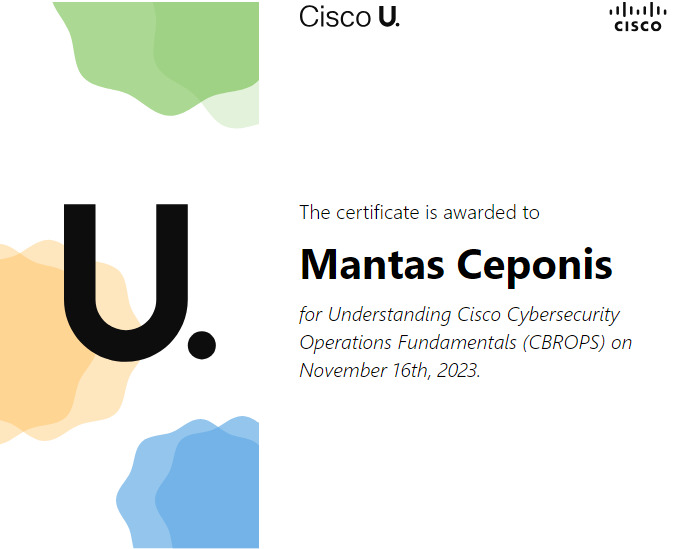 Cisco U.
CISCO
U.
The certificate is awarded to
Mantas Ceponis
for Understanding Cisco Cybersecurity
Operations Fundamentals (CBROPS) on
November 16th, 2023.